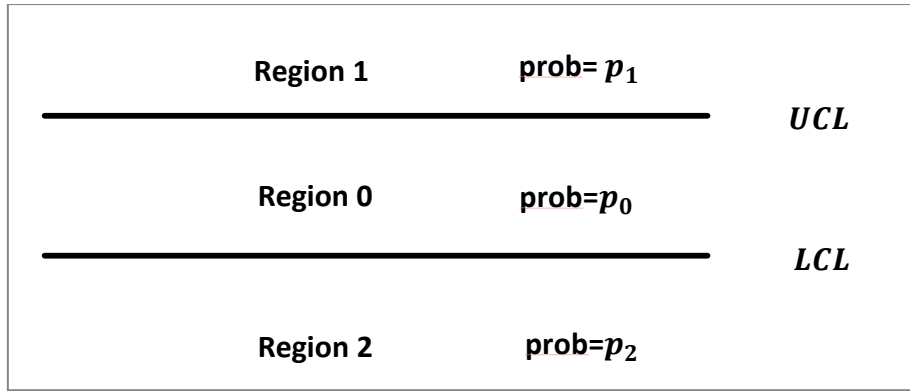 Region 1 prob= p₁
UCL
Region 0 prob=p₀
LCL
Region 2 prob=p₂